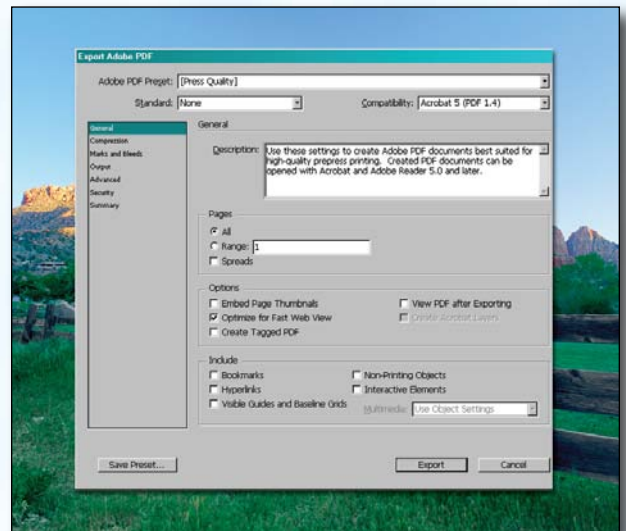 Export Adobe PDF
Adobe PDF Preset: [Press Quality]
Standard: None
Compatibility: Acrobat 5 (PDF 1.4)
General
Compression
Marks and Bleeds
Output
Advanced
Security
Summary
General
Description: Use these settings to create Adobe PDF documents best suited for
high-quality prepress printing. Created PDF documents can be
opened with Acrobat and Adobe Reader 5.0 and later.
Pages
All
Range: 1
Spreads
Options
Embed Page Thumbnails
View PDF after Exporting
Optimize for Fast Web View
Create Acrobat Layers
Create Tagged PDF
Include
Bookmarks
Non-Printing Objects
Hyperlinks
Interactive Elements
Visible Guides and Baseline Grids
Multimedia: Use Object Settings
Save Preset...
Export
Cancel